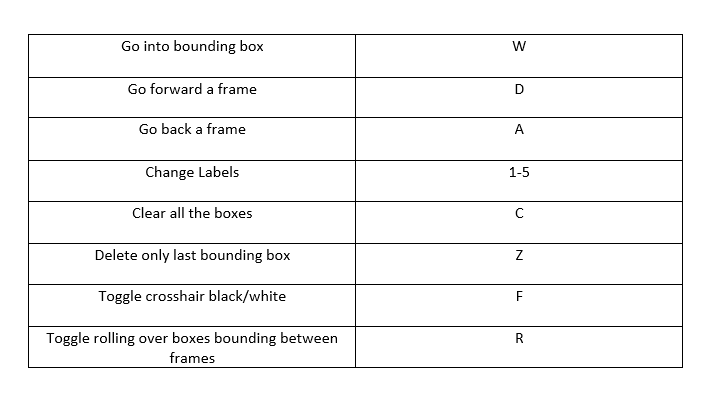 Go into bounding box W
Go forward a frame D
Go back a frame A
Change Labels 1-5
Clear all the boxes C
Delete only last bounding box Z
Toggle crosshair black/white F
Toggle rolling over boxes bounding between R
frames